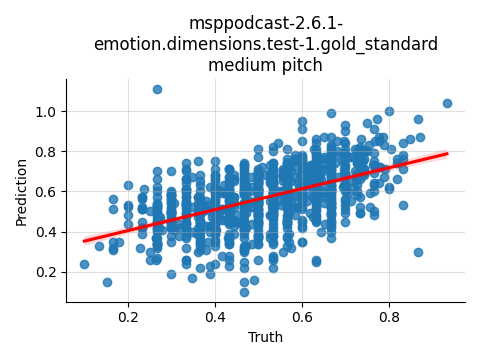 msppodcast-2.6.1-
emotion.dimensions.test-1.gold_standard
medium pitch
1.0
0.8
0.6
0.4
0.2
Prediction
0.2 0.4 0.6 0.8
Truth